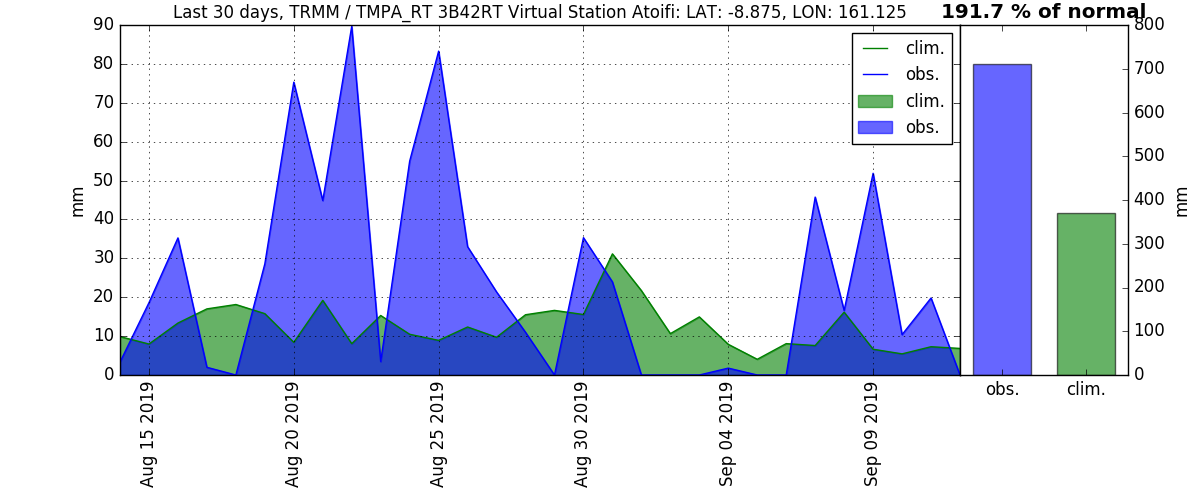 Last 30 days, TRMM / TMPA_RT 3B42RT Virtual Station Atoifi: LAT: -8.875, LON: 161.125
191.7 % of normal
90
80
70
60
50
40
30
20
10
0
mm
clim.
obs.
clim.
obs.
Aug 15 2019
Aug 20 2019
Aug 25 2019
Aug 30 2019
Sep 04 2019
Sep 09 2019
800
700
600
500
400
300
200
100
0
mm
obs.
clim.